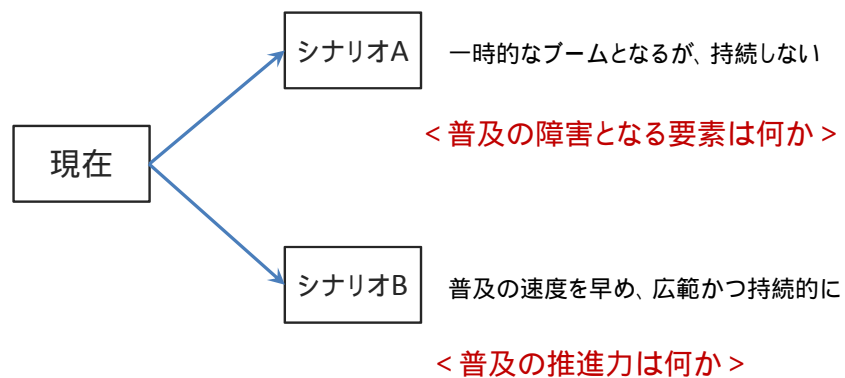 シナリオA
一時的なブームとなるが、持続しない
<普及の障害となる要素は何か>
現在
シナリオB
普及の速度を早め、広範かつ持続的に
<普及の推進力は何か>